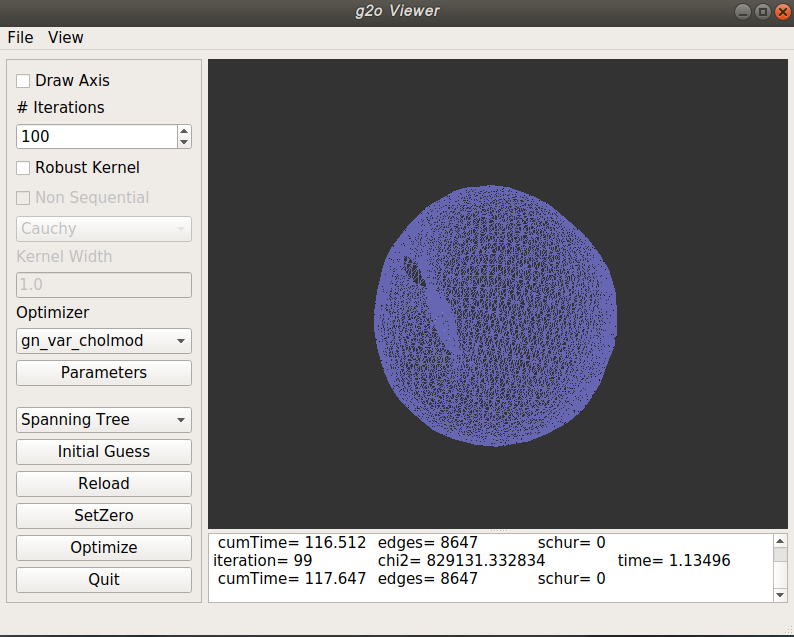 g2o Viewer
File View
Draw Axis
# Iterations
100
Robust Kernel
Non Sequential
Cauchy
Kernel Width
1.0
Optimizer
gn_var_cholmod
Parameters
Spanning Tree
Initial Guess
Reload
SetZero
Optimize
Quit
cumTime= 116.512 edges= 8647 schur= 0
iteration= 99 chi2= 829131.332834 time= 1.13496
cumTime= 117.647 edges= 8647 schur= 0